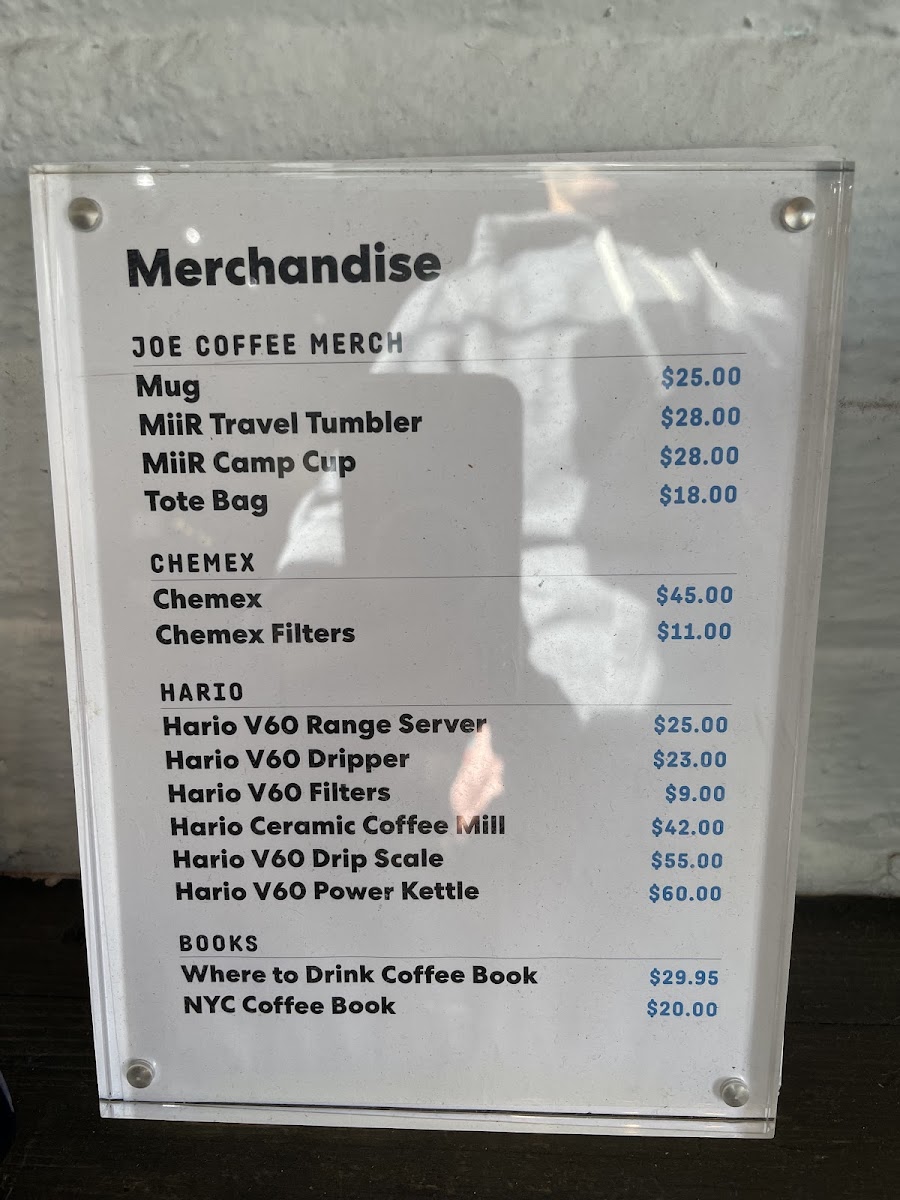 Merchandise
JOE COFFEE MERCH
Mug $25.00
MiiR Travel Tumbler $28.00
MiiR Camp Cup $28.00
Tote Bag $18.00
CHEMEX
Chemex $45.00
Chemex Filters $11.00
HARIO
Hario V60 Range Server $25.00
Hario V60 Dripper $23.00
Hario V60 Filters $9.00
Hario Ceramic Coffee Mill $42.00
Hario V60 Drip Scale $55.00
Hario V60 Power Kettle $60.00
BOOKS
Where to Drink Coffee Book $29.95
NYC Coffee Book $20.00